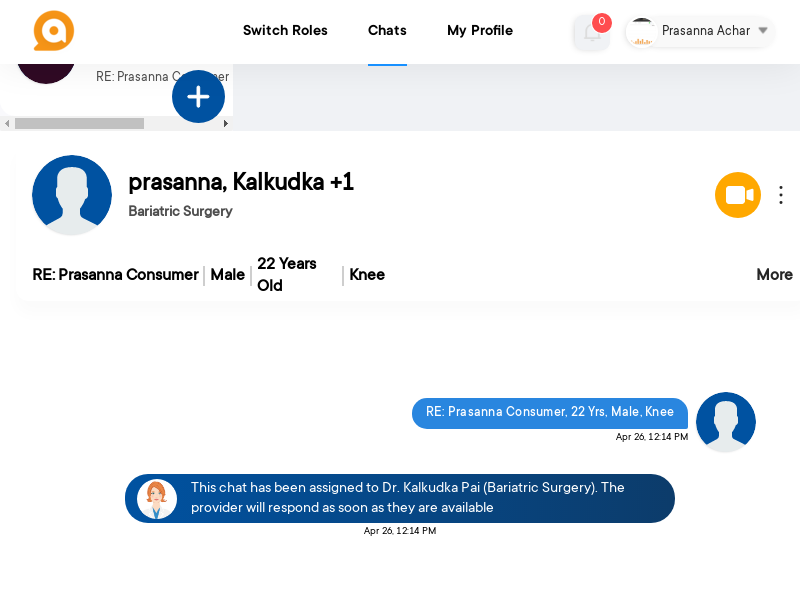 Switch Roles
Chats
My Profile
0
Prasanna Achar
RE: Prasanna Consumer
prasanna, Kalkudka +1
Bariatric Surgery
RE: Prasanna Consumer
Male
22 Years
Old
Knee
More
RE: Prasanna Consumer, 22 Yrs, Male, Knee
Apr 26, 12:14 PM
This chat has been assigned to Dr. Kalkudka Pai (Bariatric Surgery). The
provider will respond as soon as they are available
Apr 26, 12:14 PM